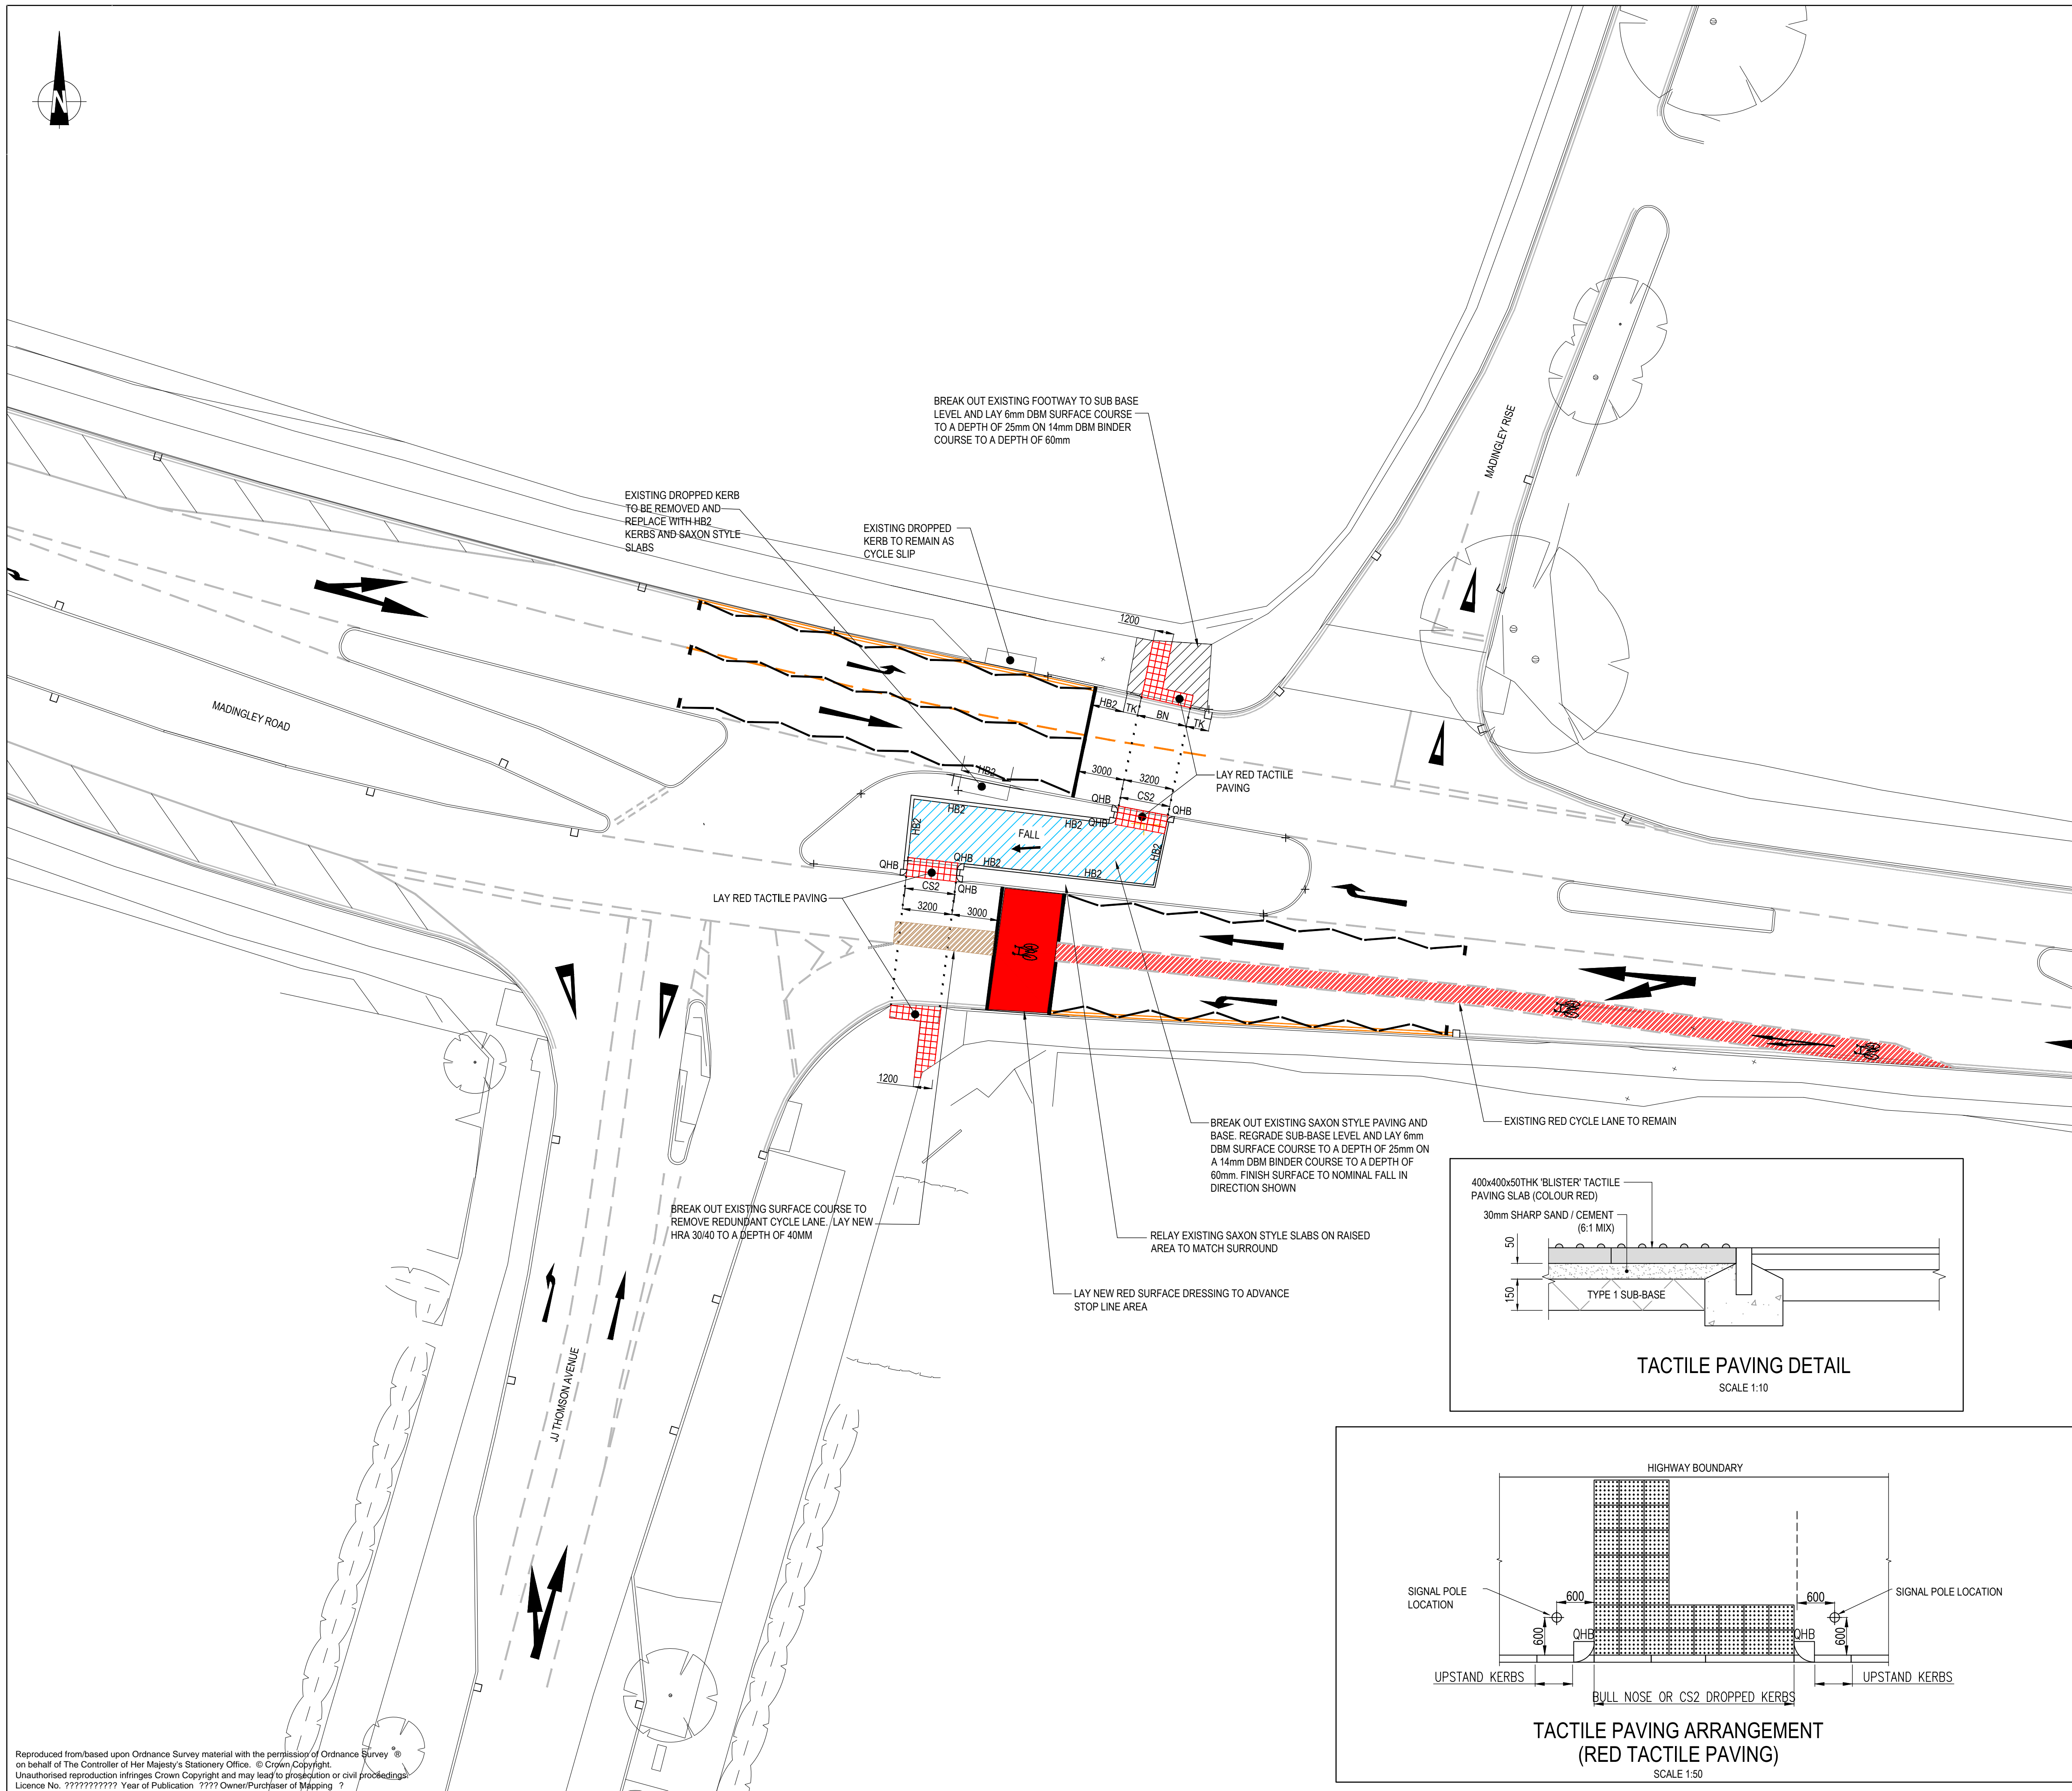 N
BREAK OUT EXISTING FOOTWAY TO SUB BASE
LEVEL AND LAY 6mm DBM SURFACE COURSE
TO A DEPTH OF 25mm ON 14mm DBM BINDER
COURSE TO A DEPTH OF 60mm
MADINGLEY RISE
EXISTING DROPPED KERB
TO BE REMOVED AND
REPLACE WITH HB2
KERBS AND SAXON STYLE
SLABS
EXISTING DROPPED
KERB TO REMAIN AS
CYCLE SLIP
1200
MADINGLEY ROAD
HB2
TK
BN
TK
HB2
3000
3200
CS2
QHB
QHB
LAY RED TACTILE
PAVING
HB2
HB2
HB2
QHB
FALL
HB2
QHB
QHB
HB2
HB2
CS2
QHB
LAY RED TACTILE PAVING
3200
3000
1200
BREAK OUT EXISTING SAXON STYLE PAVING AND
BASE. REGRADE SUB-BASE LEVEL AND LAY 6mm
DBM SURFACE COURSE TO A DEPTH OF 25mm ON
A 14mm DBM BINDER COURSE TO A DEPTH OF
60mm. FINISH SURFACE TO NOMINAL FALL IN
DIRECTION SHOWN
EXISTING RED CYCLE LANE TO REMAIN
BREAK OUT EXISTING SURFACE COURSE TO
REMOVE REDUNDANT CYCLE LANE. LAY NEW
HRA 30/40 TO A DEPTH OF 40MM
RELAY EXISTING SAXON STYLE SLABS ON RAISED
AREA TO MATCH SURROUND
LAY NEW RED SURFACE DRESSING TO ADVANCE
STOP LINE AREA
JJ THOMSON AVENUE
400x400x50THK 'BLISTER' TACTILE
PAVING SLAB (COLOUR RED)
30mm SHARP SAND / CEMENT
(6:1 MIX)
50
150
TYPE 1 SUB-BASE
TACTILE PAVING DETAIL
SCALE 1:10
HIGHWAY BOUNDARY
SIGNAL POLE
LOCATION
600
600
SIGNAL POLE LOCATION
600
QHB
QHB
600
UPSTAND KERBS
UPSTAND KERBS
BULL NOSE OR CS2 DROPPED KERBS
TACTILE PAVING ARRANGEMENT
(RED TACTILE PAVING)
SCALE 1:50
Reproduced from/based upon Ordnance Survey material with the permission of Ordnance Survey ®
on behalf of The Controller of Her Majesty's Stationery Office. © Crown Copyright.
Unauthorised reproduction infringes Crown Copyright and may lead to prosecution or civil proceedings.
Licence No. ??????????? Year of Publication ???? Owner/Purchaser of Mapping ?